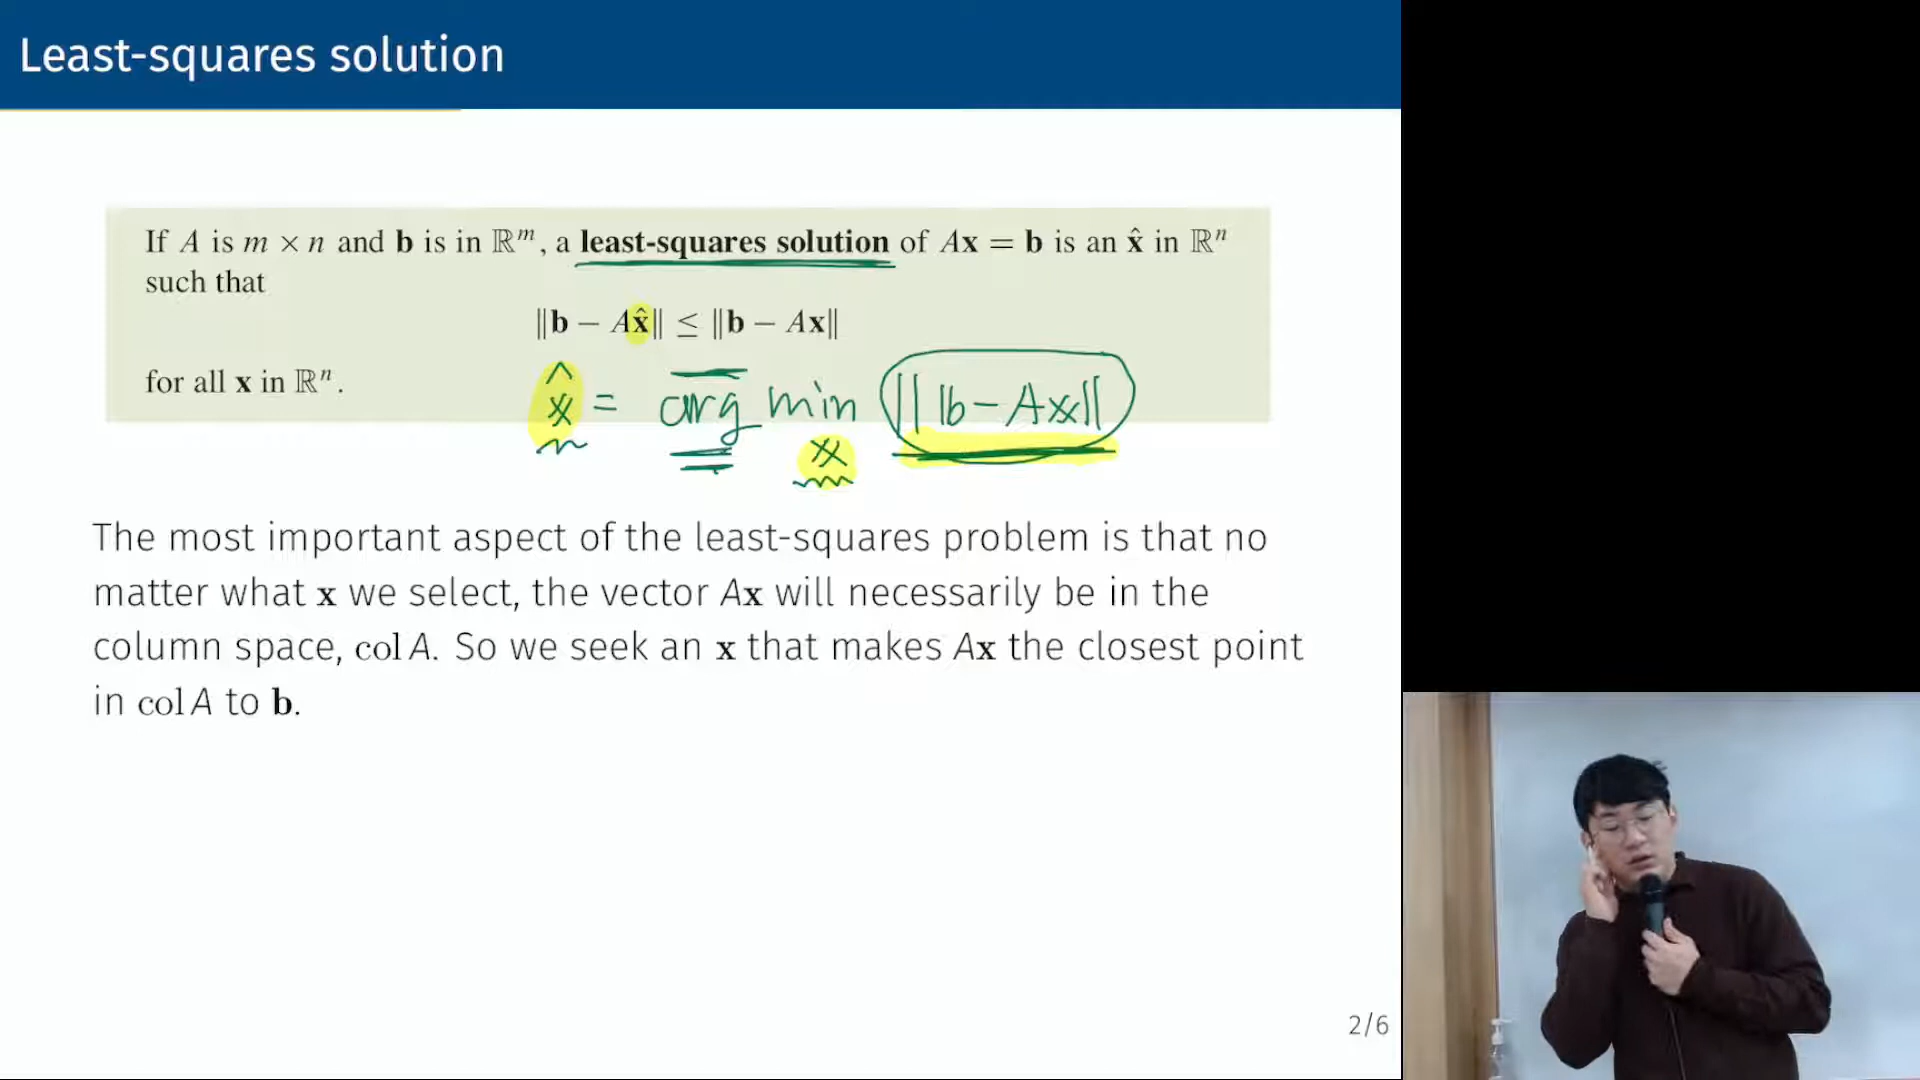 Least-squares solution
If A is m × n and b is in ℝᵐ, a least-squares solution of Ax = b is an x̂ in ℝⁿ
such that
‖b − Ax̂‖ ≤ ‖b − Ax‖
for all x in ℝⁿ.
x̂ = arg min ‖b − Ax‖
x
The most important aspect of the least-squares problem is that no
matter what x we select, the vector Ax will necessarily be in the
column space, col A. So we seek an x that makes Ax the closest point
in col A to b.
2/6